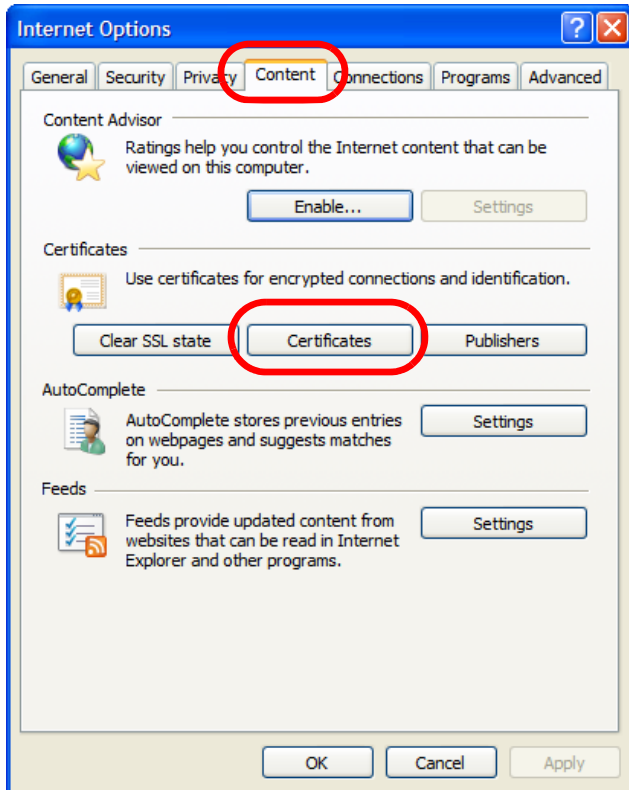 Internet Options
?
General Security Privacy Content Connections Programs Advanced
Content Advisor
Ratings help you control the Internet content that can be
viewed on this computer.
Enable... Settings
Certificates
Use certificates for encrypted connections and identification.
Clear SSL state Certificates Publishers
AutoComplete
AutoComplete stores previous entries
on webpages and suggests matches
for you.
Settings
Feeds
Feeds provide updated content from
websites that can be read in Internet
Explorer and other programs.
Settings
OK Cancel Apply